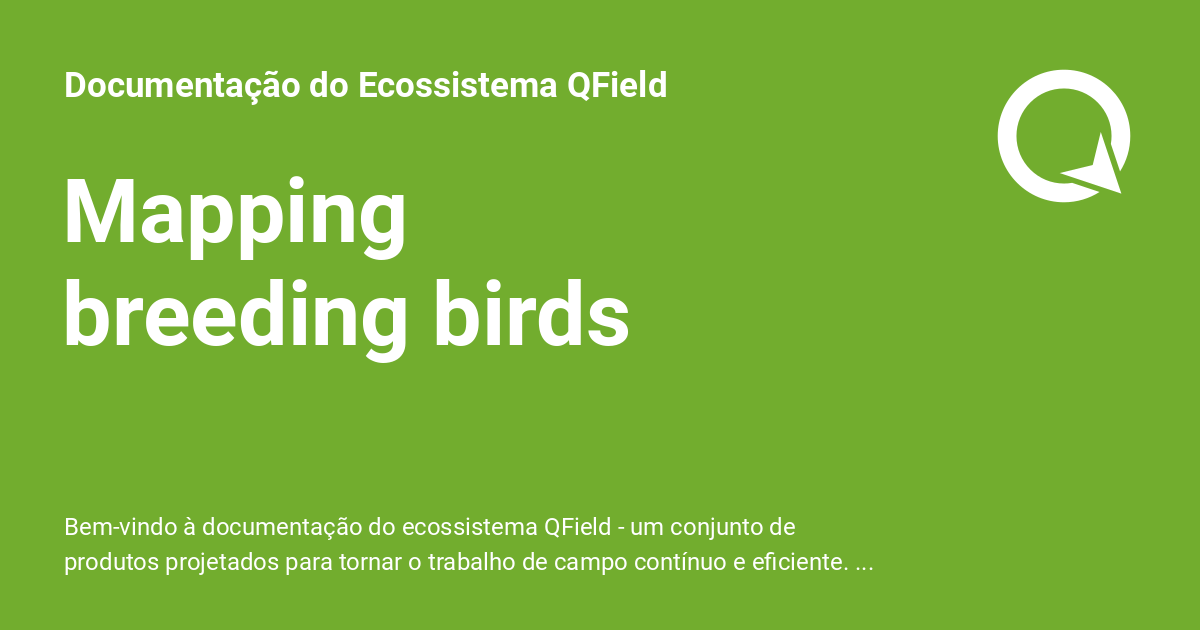 Documentação do Ecossistema QField
Mapping
breeding birds
Bem-vindo à documentação do ecossistema QField - um conjunto de
produtos projetados para tornar o trabalho de campo contínuo e eficiente. ...